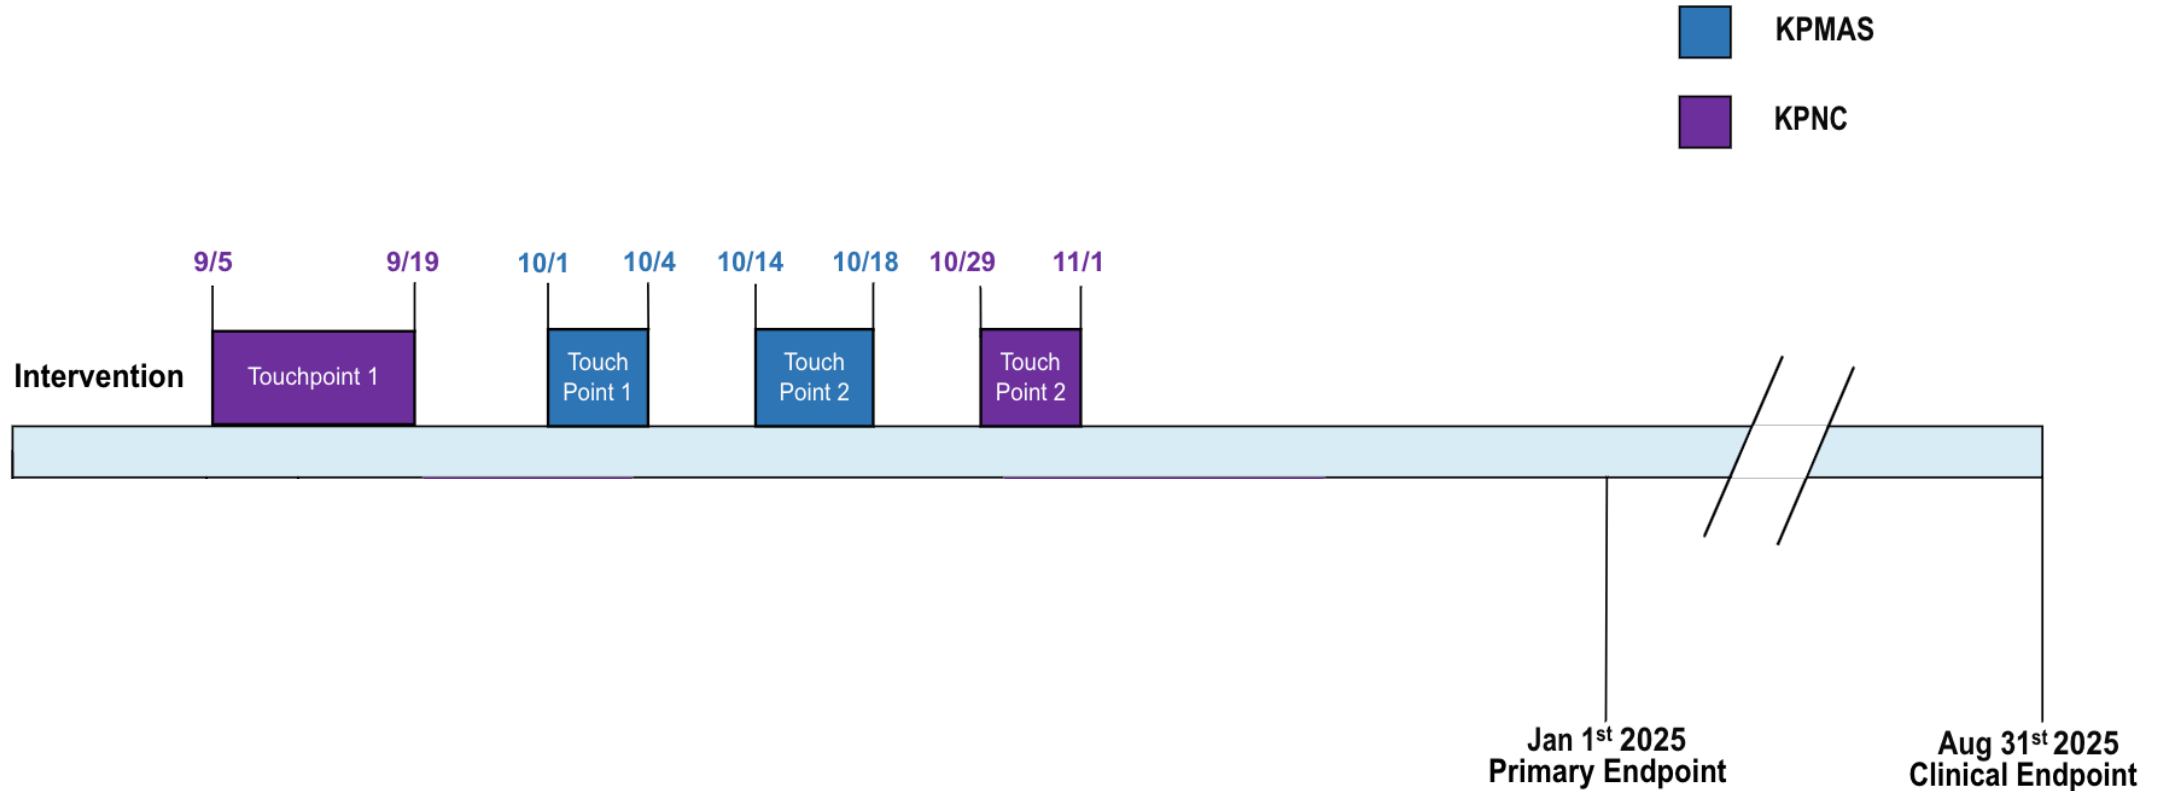 KPMAS
KPNC
9/5 9/19 10/1 10/4 10/14 10/18 10/29 11/1
Intervention
Touchpoint 1
Touch
Point 1
Touch
Point 2
Touch
Point 2
Jan 1st 2025
Primary Endpoint
Aug 31st 2025
Clinical Endpoint